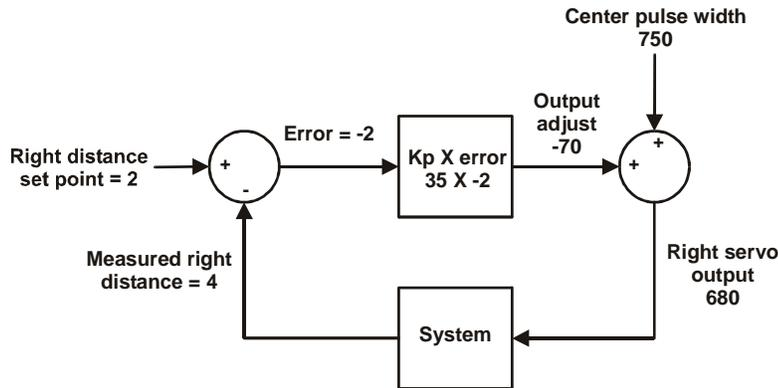 Center pulse width
750
Output
adjust
-70
Error = -2
Right distance
set point = 2
+
-
Kp X error
35 X -2
+
+
Measured right
distance = 4
System
Right servo
output
680